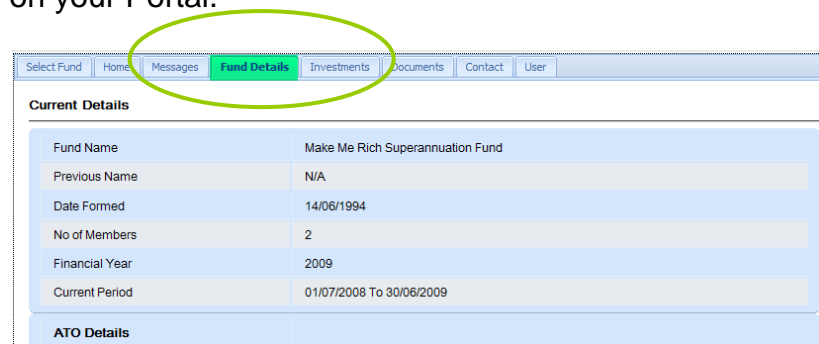 on your Portal.
Select Fund Home Messages Fund Details Investments Documents Contact User
Current Details
Fund Name Make Me Rich Superannuation Fund
Previous Name N/A
Date Formed 14/06/1994
No of Members 2
Financial Year 2009
Current Period 01/07/2008 To 30/06/2009
ATO Details